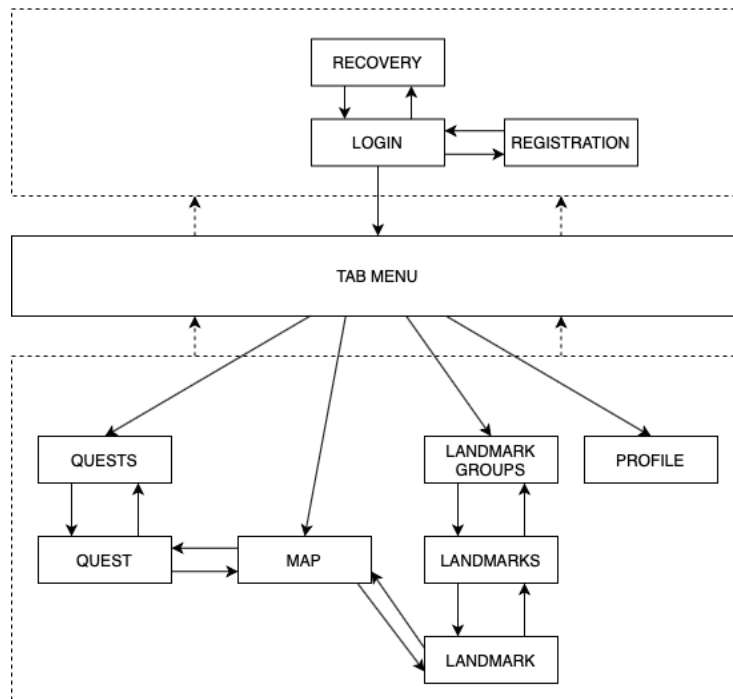 RECOVERY
LOGIN
REGISTRATION
TAB MENU
QUESTS
LANDMARK
GROUPS
PROFILE
QUEST
MAP
LANDMARKS
LANDMARK